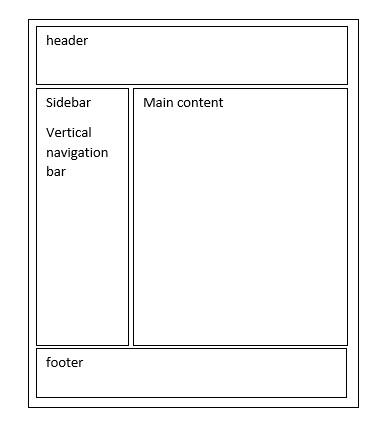 header
Sidebar
Main content
Vertical
navigation
bar
footer